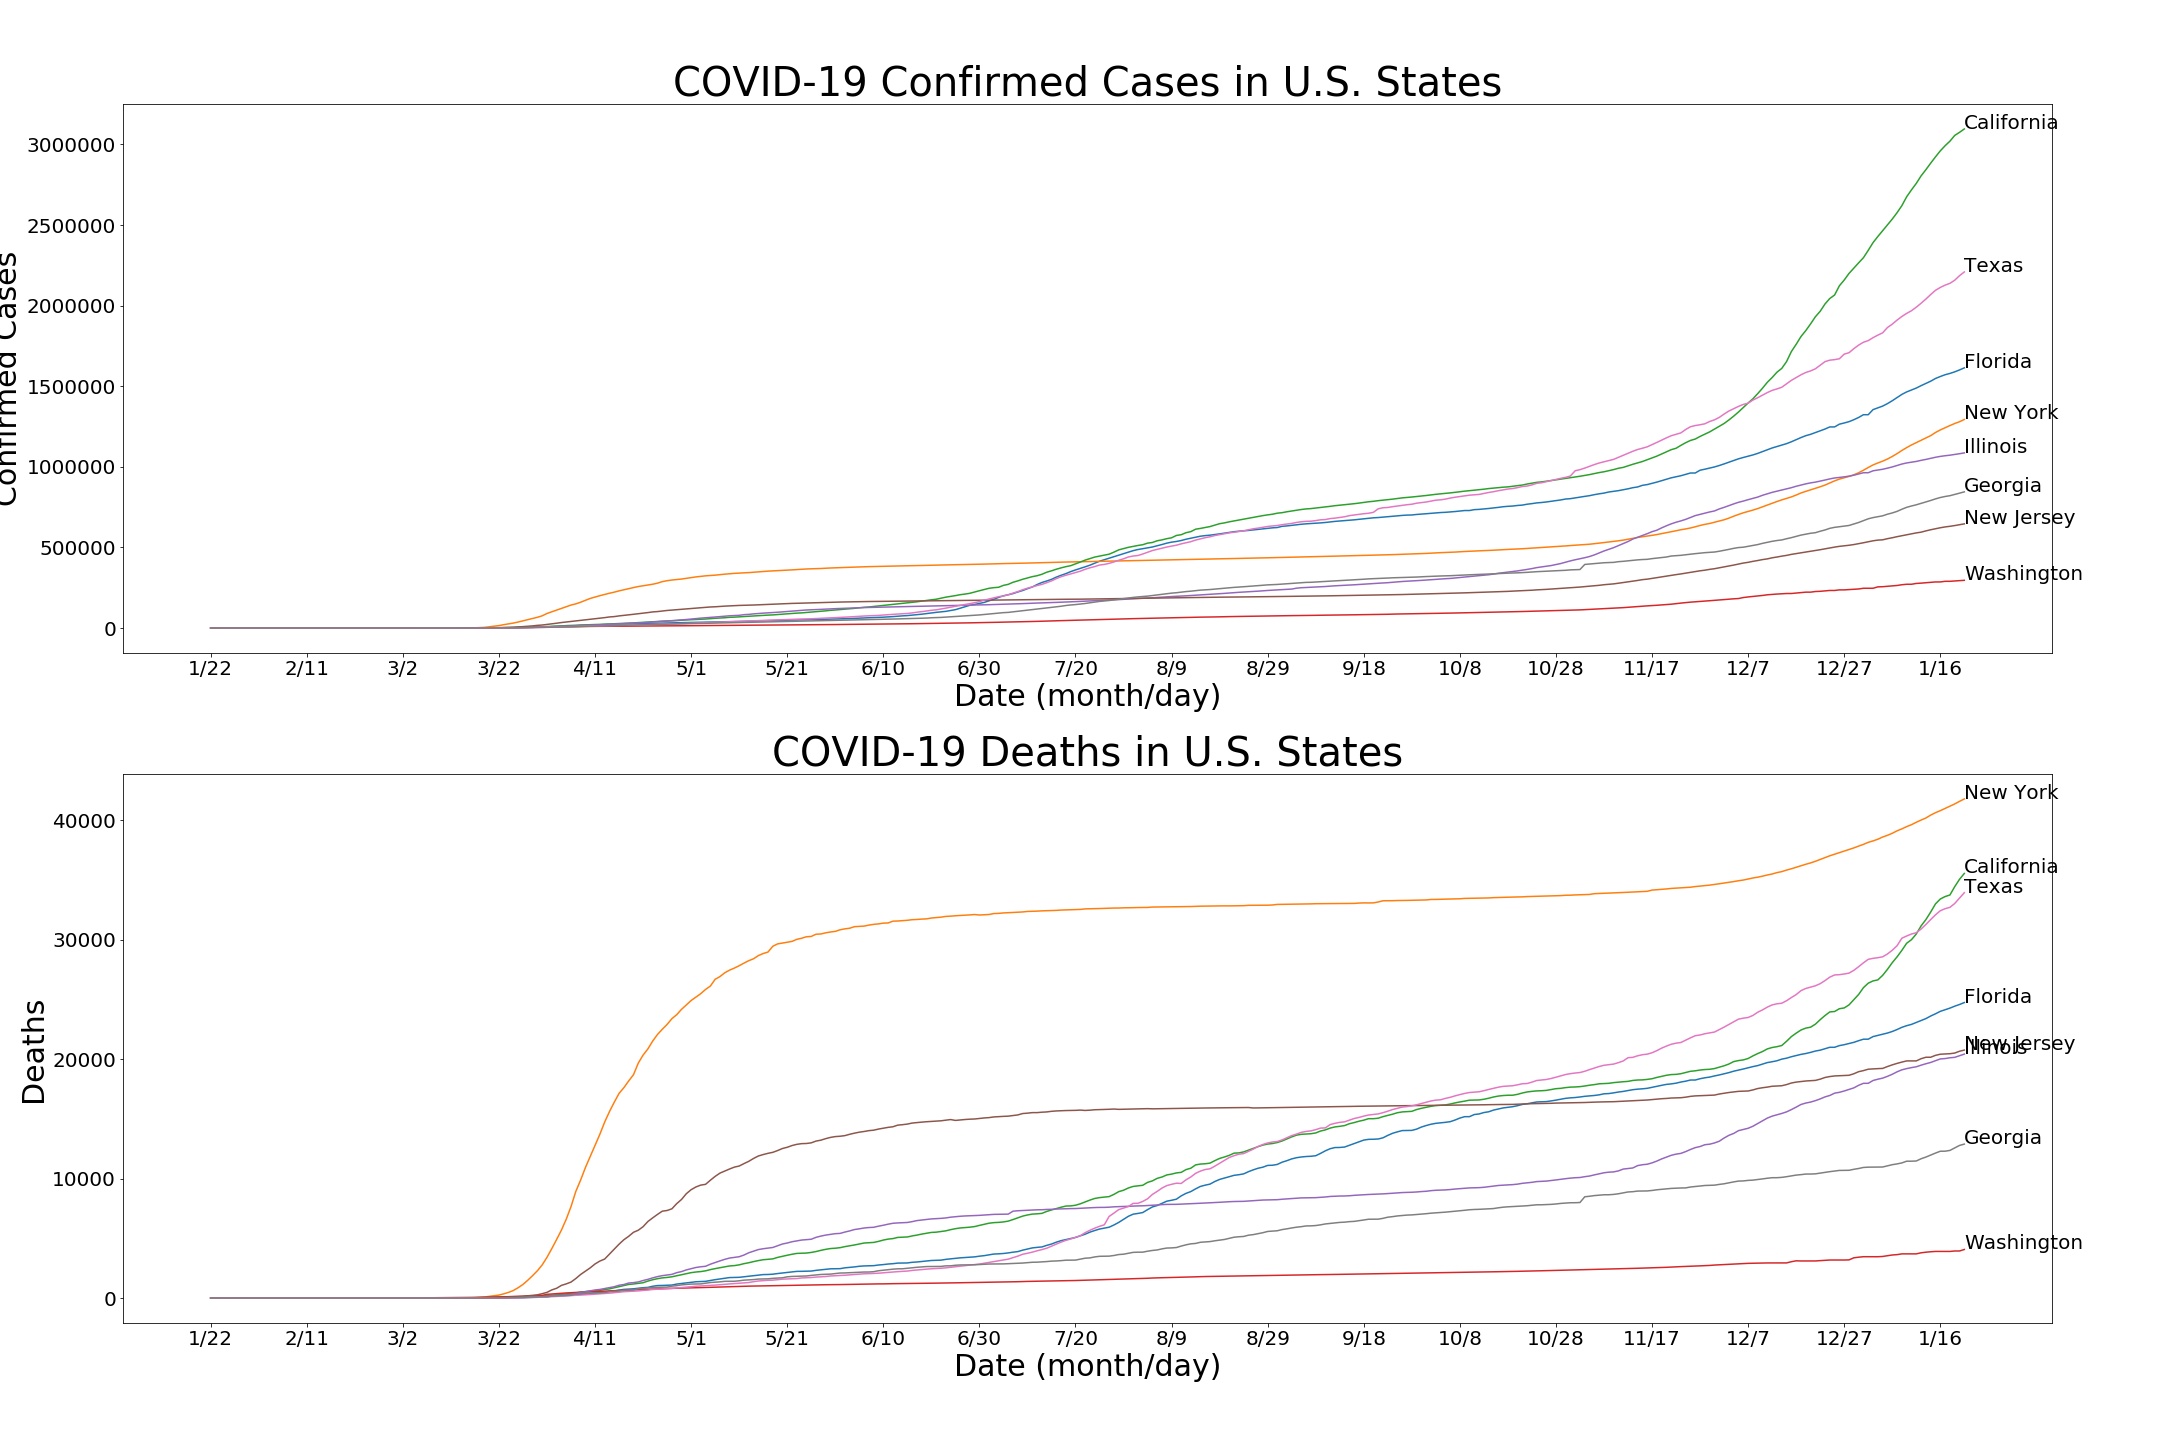 COVID-19 Confirmed Cases in U.S. States
Confirmed Cases
3000000
2500000
2000000
1500000
1000000
500000
0
California
Texas
Florida
New York
Illinois
Georgia
New Jersey
Washington
1/22 2/11 3/2 3/22 4/11 5/1 5/21 6/10 6/30 7/20 8/9 8/29 9/18 10/8 10/28 11/17 12/7 12/27 1/16
Date (month/day)
COVID-19 Deaths in U.S. States
Deaths
40000
30000
20000
10000
0
New York
California
Texas
Florida
New Jersey
Illinois
Georgia
Washington
1/22 2/11 3/2 3/22 4/11 5/1 5/21 6/10 6/30 7/20 8/9 8/29 9/18 10/8 10/28 11/17 12/7 12/27 1/16
Date (month/day)